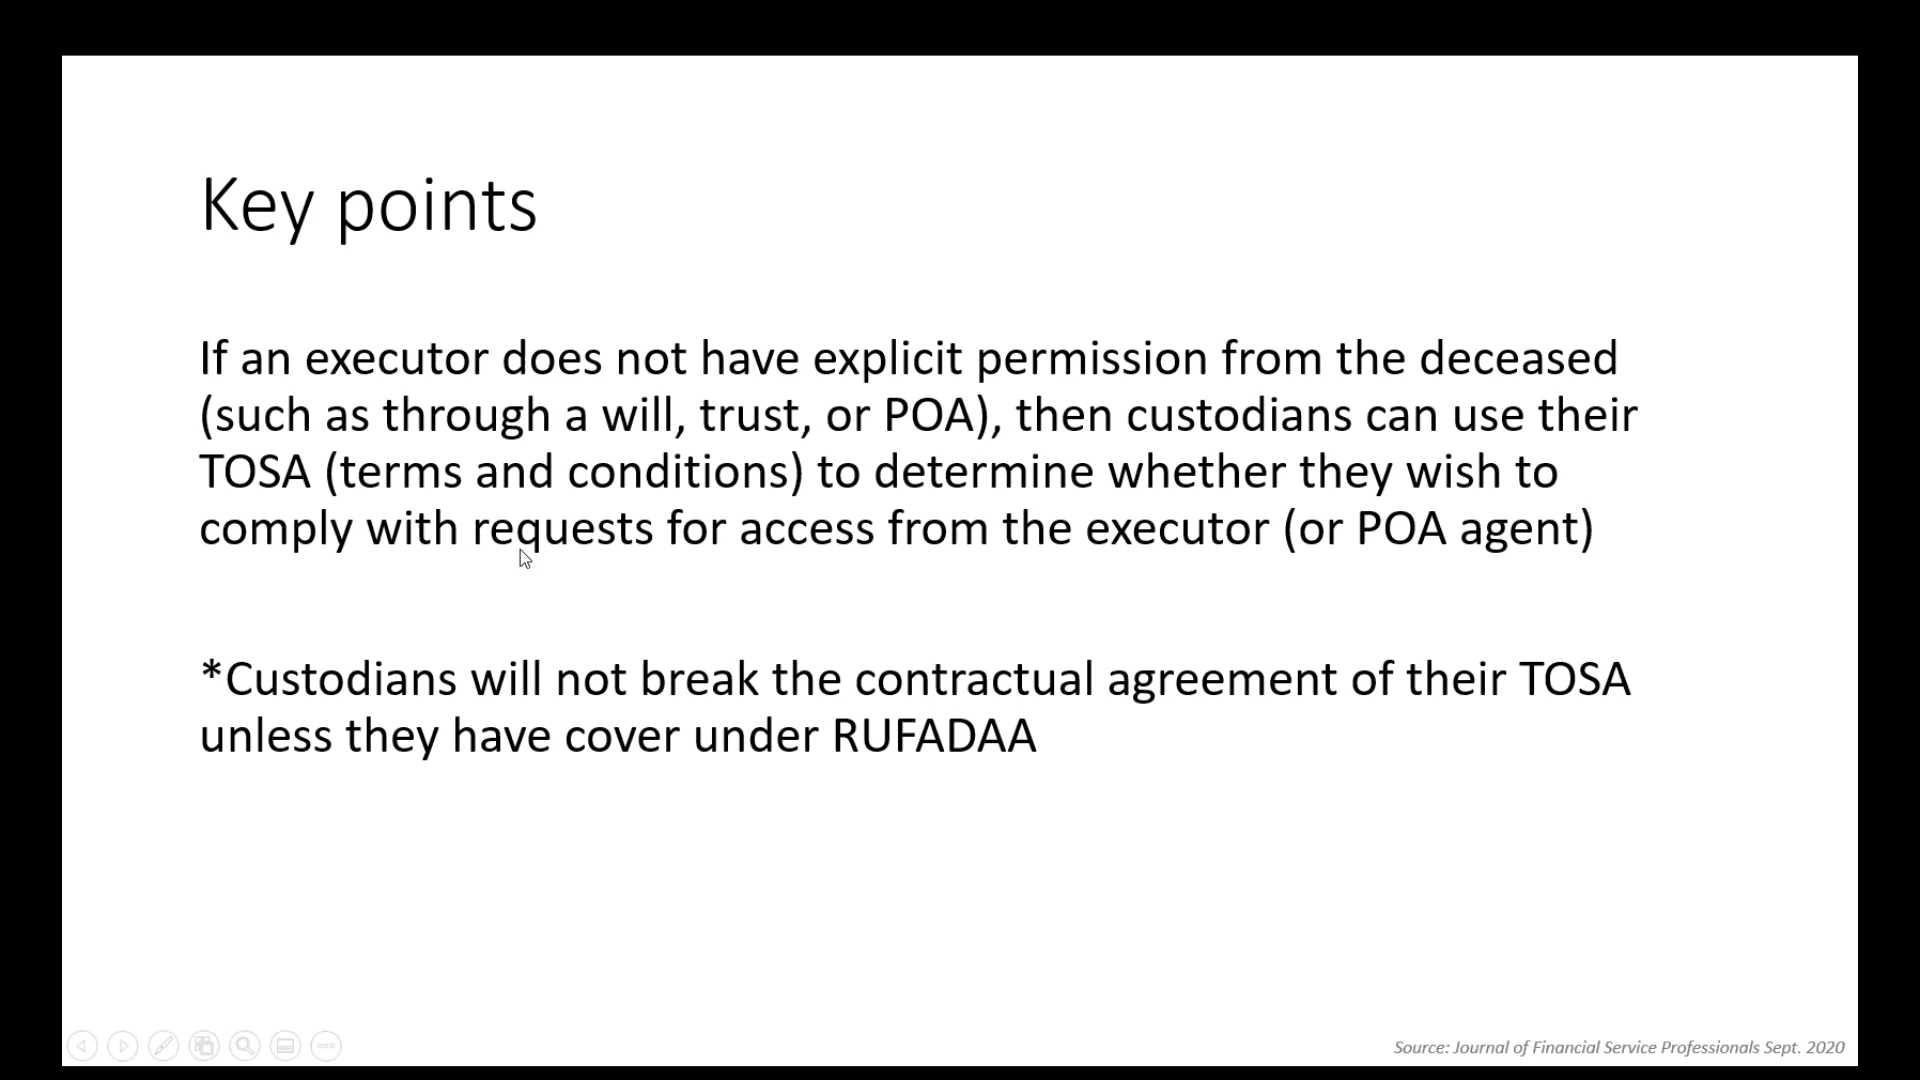 Key points
If an executor does not have explicit permission from the deceased
(such as through a will, trust, or POA), then custodians can use their
TOSA (terms and conditions) to determine whether they wish to
comply with requests for access from the executor (or POA agent)
*Custodians will not break the contractual agreement of their TOSA
unless they have cover under RUFADAA
Source: Journal of Financial Service Professionals Sept. 2020